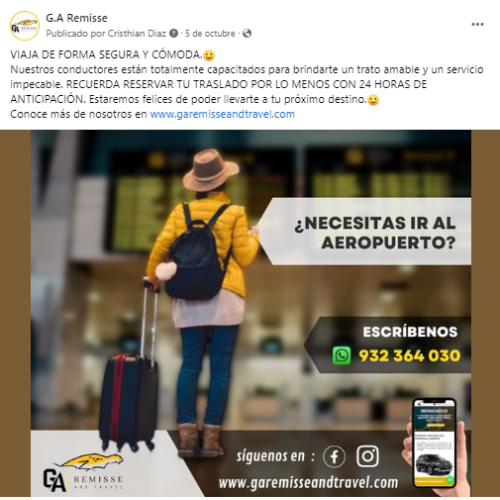 G.A Remisse
Publicado por Cristhian Diaz · 5 de octubre ·
VIAJA DE FORMA SEGURA Y CÓMODA.
Nuestros conductores están totalmente capacitados para brindarte un trato amable y un servicio
impecable. RECUERDA RESERVAR TU TRASLADO POR LO MENOS CON 24 HORAS DE
ANTICIPACIÓN. Estaremos felices de poder llevarte a tu próximo destino.
Conoce más de nosotros en www.garemisseandtravel.com
¿NECESITAS IR AL
AEROPUERTO?
ESCRÍBENOS
932 364 030
síguenos en :
www.garemisseandtravel.com
GA REMISSE
AND TRAVEL